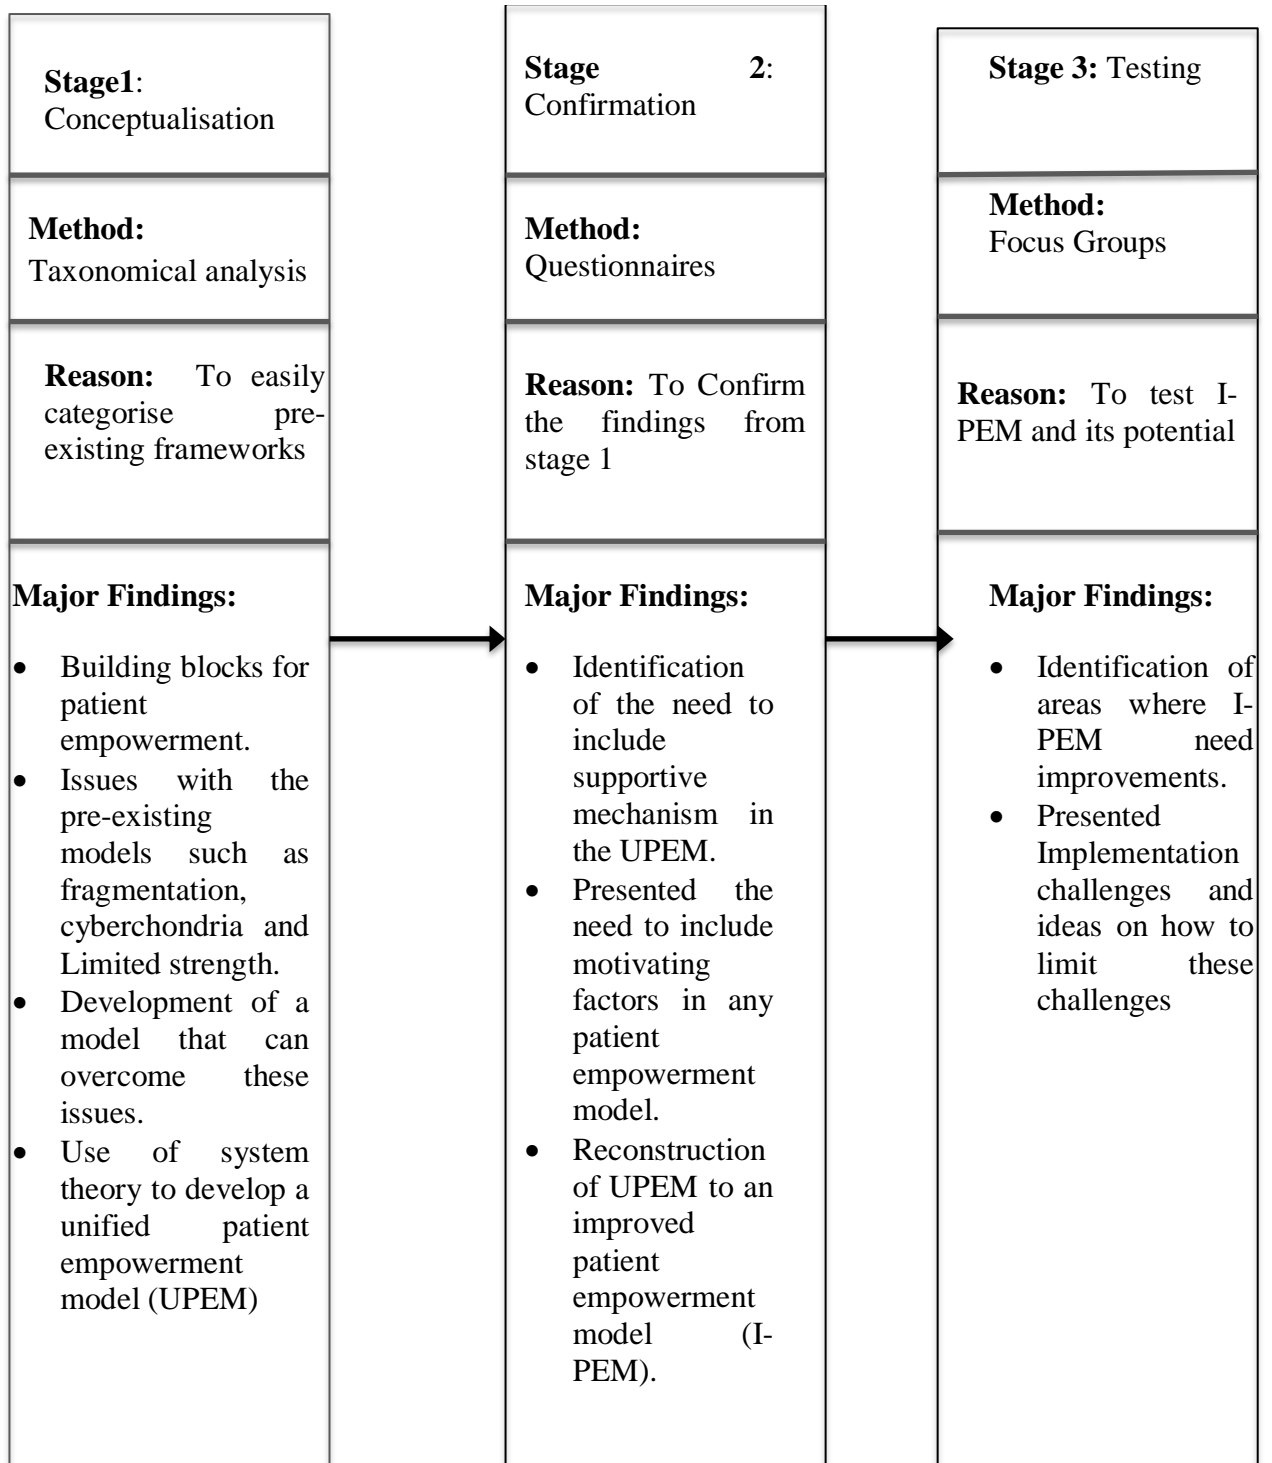 Stage1:
Conceptualisation
Method:
Taxonomical analysis
Reason: To easily
categorise pre-
existing frameworks
Major Findings:
• Building blocks for
patient
empowerment.
• Issues with the
pre-existing
models such as
fragmentation,
cyberchondria and
Limited strength.
• Development of a
model that can
overcome these
issues.
• Use of system
theory to develop a
unified patient
empowerment
model (UPEM)
Stage 2:
Confirmation
Method:
Questionnaires
Reason: To Confirm
the findings from
stage 1
Major Findings:
• Identification
of the need to
include
supportive
mechanism in
the UPEM.
• Presented the
need to include
motivating
factors in any
patient
empowerment
model.
• Reconstruction
of UPEM to an
improved
patient
empowerment
model (I-
PEM).
Stage 3: Testing
Method:
Focus Groups
Reason: To test I-
PEM and its potential
Major Findings:
• Identification of
areas where I-
PEM need
improvements.
• Presented
Implementation
challenges and
ideas on how to
limit these
challenges